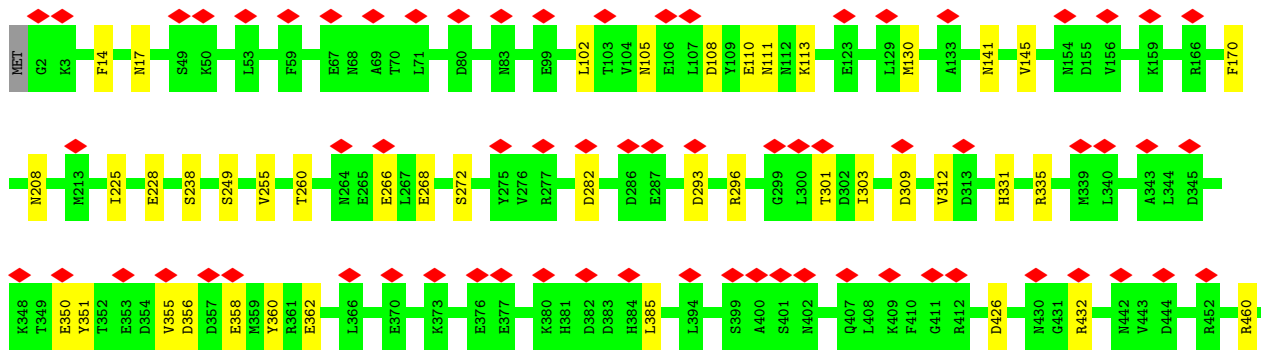 MET G2 K3 F14 N17 S49 K50 L53 F59 E67 N68 A69 T70 L71 D80 N83 E99 L102 T103 V104 N105 E106 L107 D108 Y109 E110 N111 N112 K113 E123 L129 M130 A133 N141 V145 N154 D155 V156 K159 R166 F170
N208 M213 I225 E228 S238 S249 V255 T260 N264 E265 E266 L267 E268 S272 Y275 V276 R277 D282 D286 E287 D293 R296 G299 L300 T301 D302 I303 D309 V312 D313 H331 R335 M339 L340 A343 L344 D345
K348 T349 E350 Y351 T352 E353 D354 V355 D356 D357 E358 M359 Y360 R361 E362 L366 E370 K373 E376 E377 K380 H381 D382 D383 H384 L385 L394 S399 A400 S401 N402 Q407 L408 K409 F410 G411 R412 D426 N430 G431 R432 N442 V443 D444 R452 R460